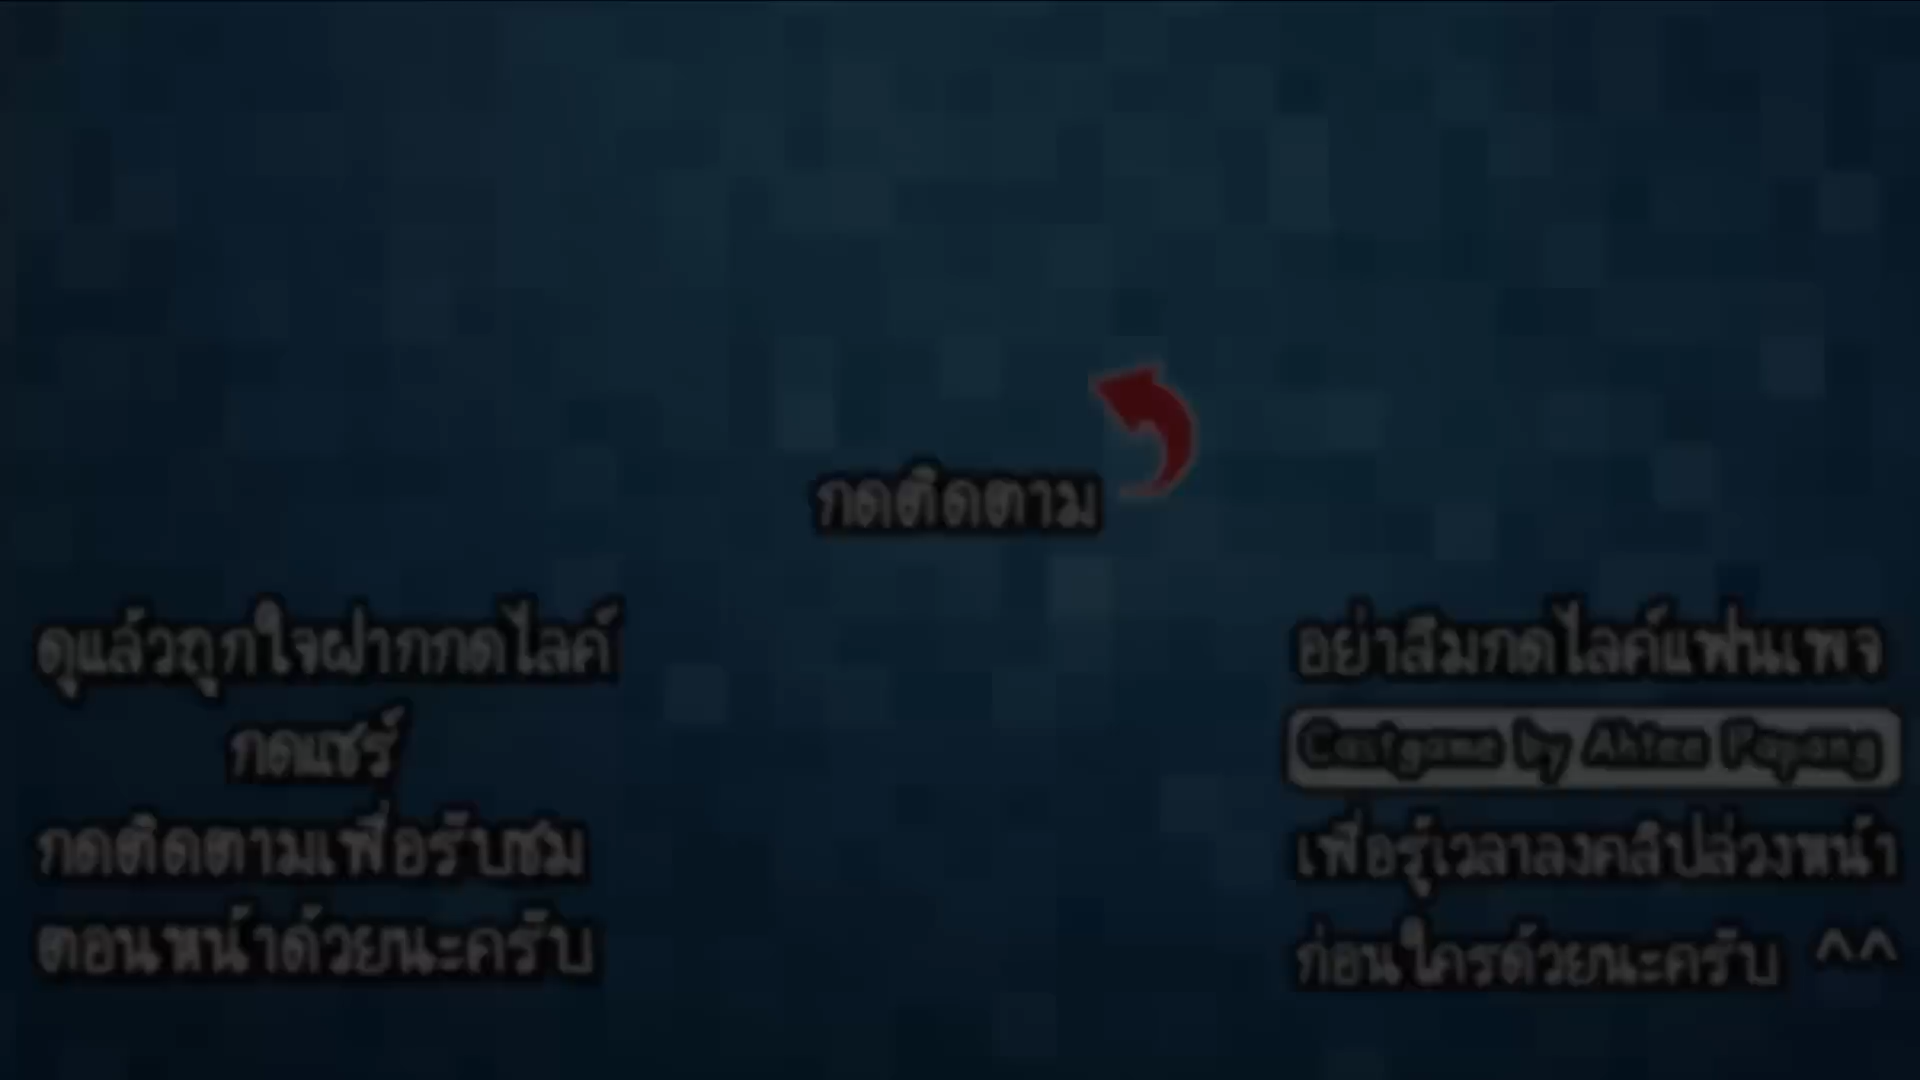 กดติดตาม
ดูแล้วถูกใจฝากกดไลค์
กดแชร์
กดติดตามเพื่อรับชม
ตอนหน้าด้วยนะครับ
อย่าลืมกดไลค์แฟนเพจ
Castgame by Ahtea Papang
เพื่อรู้เวลาลงคลิปล่วงหน้า
ก่อนใครด้วยนะครับ ^^